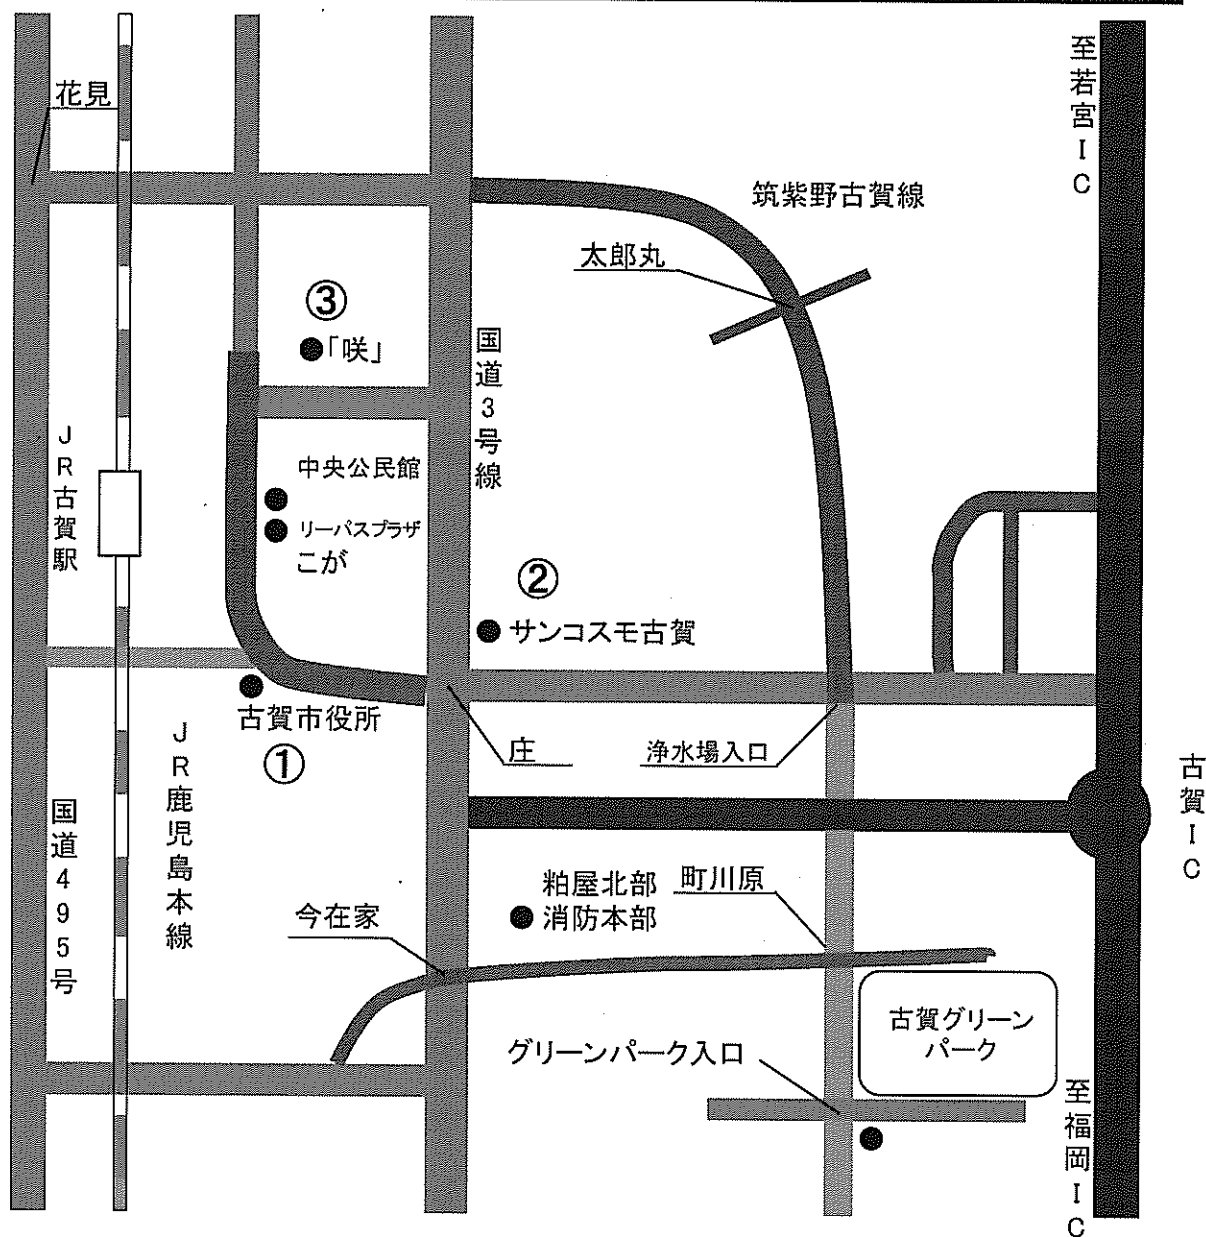 花見
至若宮IC
筑紫野古賀線
太郎丸
③
●「咲」
国道3号線
JR古賀駅
中央公民館
リーパスプラザ
こが
②
サンコスモ古賀
古賀市役所
①
庄
浄水場入口
JR鹿児島本線
国道495号
古賀IC
粕屋北部
消防本部
町川原
今在家
古賀グリーン
パーク
グリーンパーク入口
至福岡IC